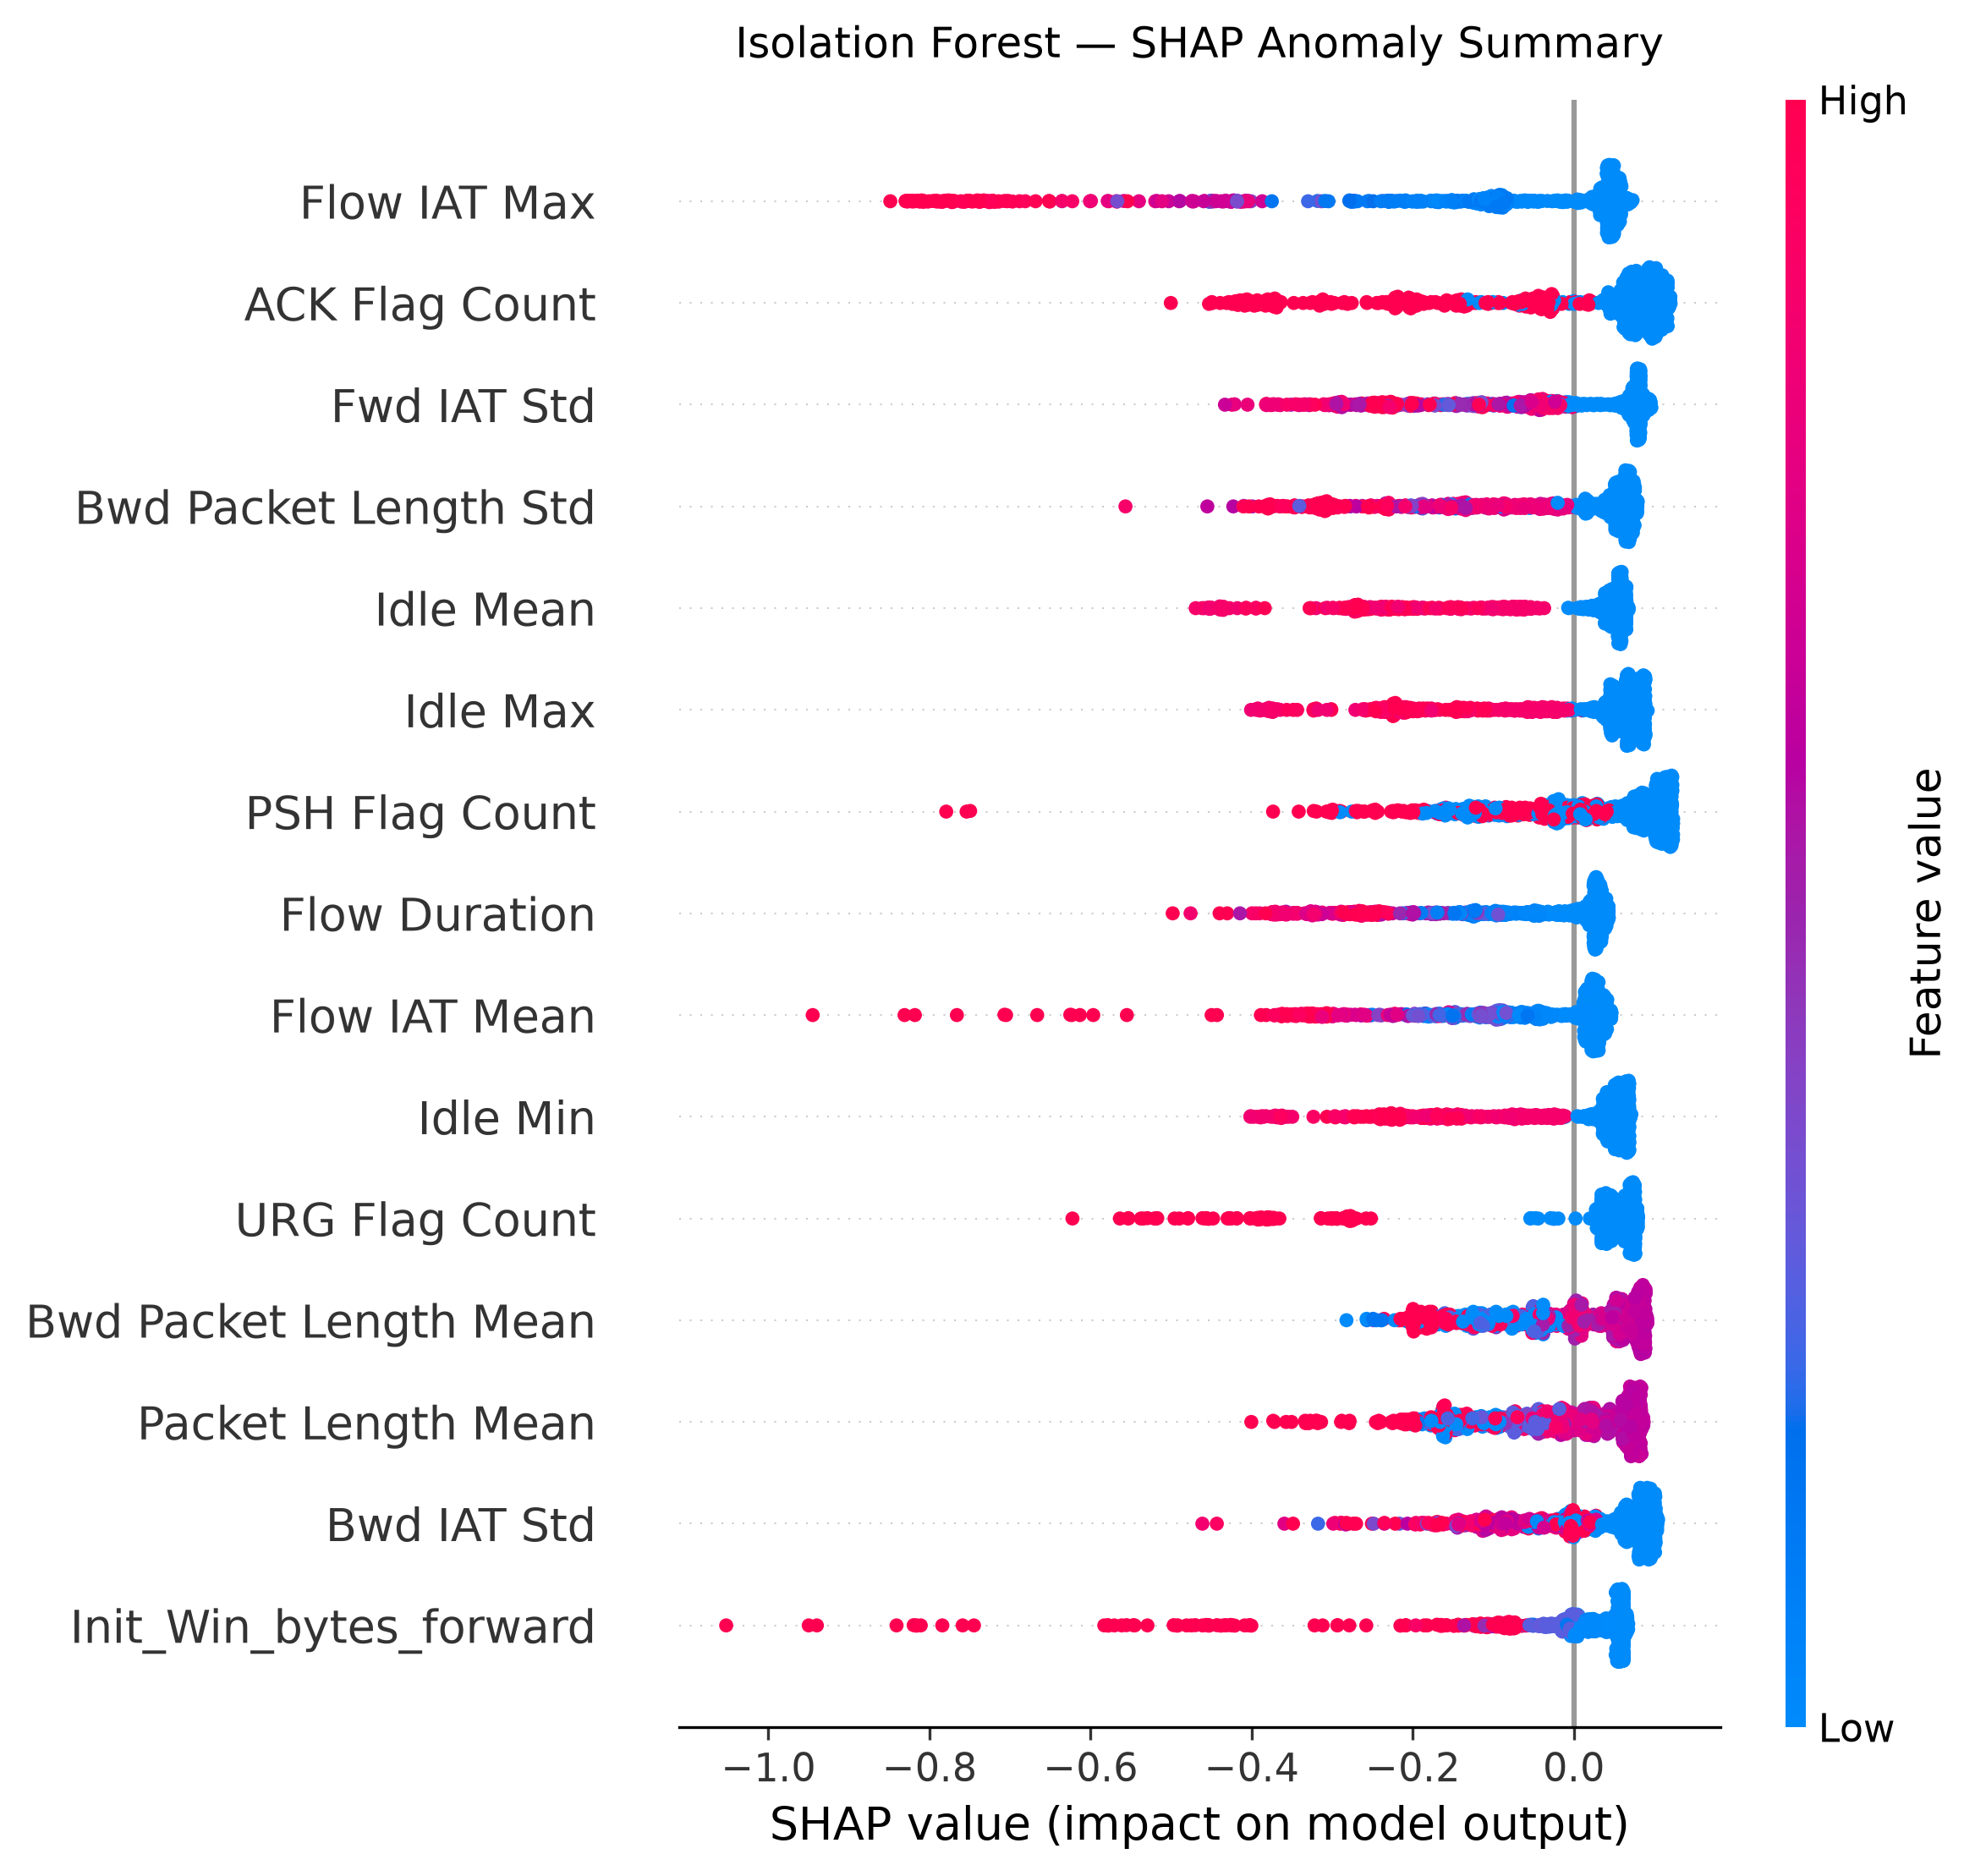 Isolation Forest — SHAP Anomaly Summary
High
Flow IAT Max
ACK Flag Count
Fwd IAT Std
Bwd Packet Length Std
Idle Mean
Idle Max
PSH Flag Count
Flow Duration
Flow IAT Mean
Idle Min
URG Flag Count
Bwd Packet Length Mean
Packet Length Mean
Bwd IAT Std
Init_Win_bytes_forward
Feature value
Low
−1.0 −0.8 −0.6 −0.4 −0.2 0.0
SHAP value (impact on model output)